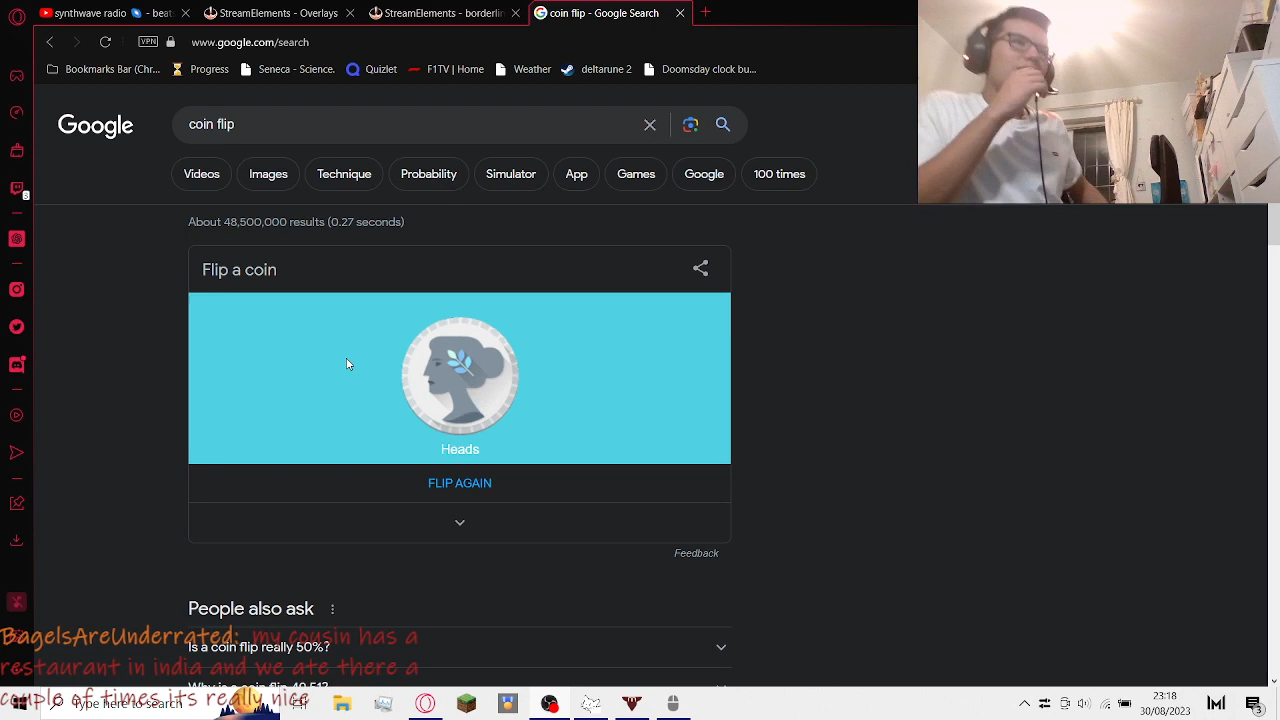 synthwave radio - beat:
StreamElements - Overlays
StreamElements - borderlin
coin flip - Google Search
VPN
www.google.com/search
Bookmarks Bar (Chr...
Progress
Seneca - Science...
Quizlet
F1TV | Home
Weather
deltarune 2
Doomsday clock bu...
Google
coin flip
Videos
Images
Technique
Probability
Simulator
App
Games
Google
100 times
About 48,500,000 results (0.27 seconds)
Flip a coin
Heads
FLIP AGAIN
Feedback
People also ask
Is a coin flip really 50%?
BagelsAreUnderrated: my cousin has a
restaurant in india and we ate there a
couple of times its really nice
Type here to search
23:18
30/08/2023
3